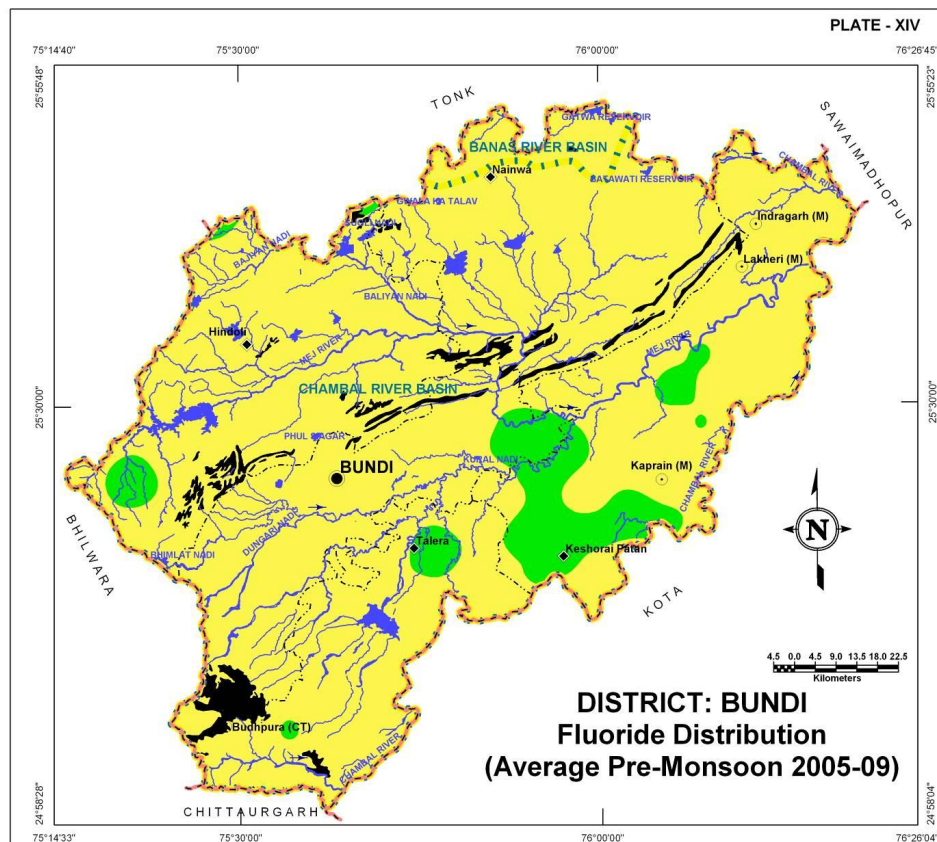 PLATE - XIV
75°14'40" 75°30'00" 76°00'00" 76°26'45"
25°55'48"
25°55'23"
TONK
SAWAIMADHOPUR
GATWA RESERVOIR
BANAS RIVER BASIN
CHAMBAL RIVER
Nainwa
BATAWATI RESERVOIR
GWALA KA TALAV
Indragarh (M)
BAJIYAN NADI
Lakheri (M)
BALIYAN NADI
Hindoli
MEJ RIVER
MEJ RIVER
CHAMBAL RIVER BASIN
25°30'00"
25°30'00"
PHUL SAGAR
KURAL NADI
BUNDI
Kaprain (M)
CHAMBAL RIVER
DUNGARI NADI
BHILWARA
BHIMLAT NADI
Talera
Keshorai Patan
N
KOTA
4.5 0.0 4.5 9.0 13.5 18.0 22.5
Kilometers
DISTRICT: BUNDI
Fluoride Distribution
(Average Pre-Monsoon 2005-09)
Budhpura (CT)
CHAMBAL RIVER
CHITTAURGARH
24°58'28"
24°58'04"
75°14'33" 75°30'00" 76°00'00" 76°26'04"